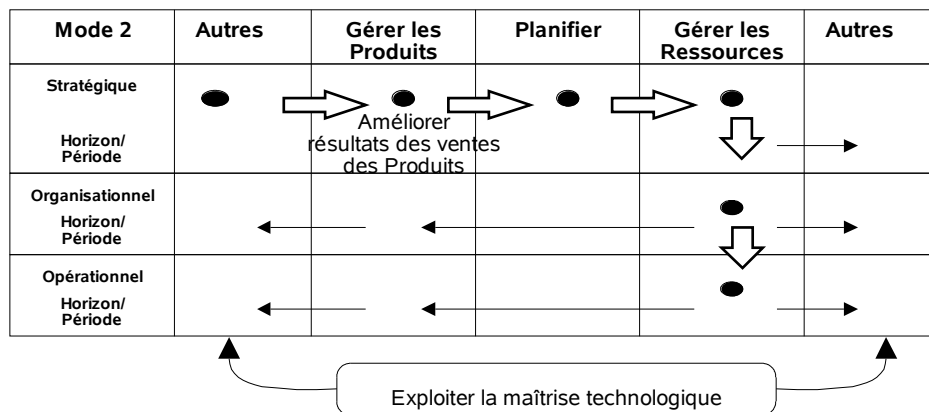 Mode 2
Autres
Gérer les
Produits
Planifier
Gérer les
Ressources
Autres
Stratégique
Horizon/
Période
Améliorer
résultats des ventes
des Produits
Organisationnel
Horizon/
Période
Opérationnel
Horizon/
Période
Exploiter la maîtrise technologique